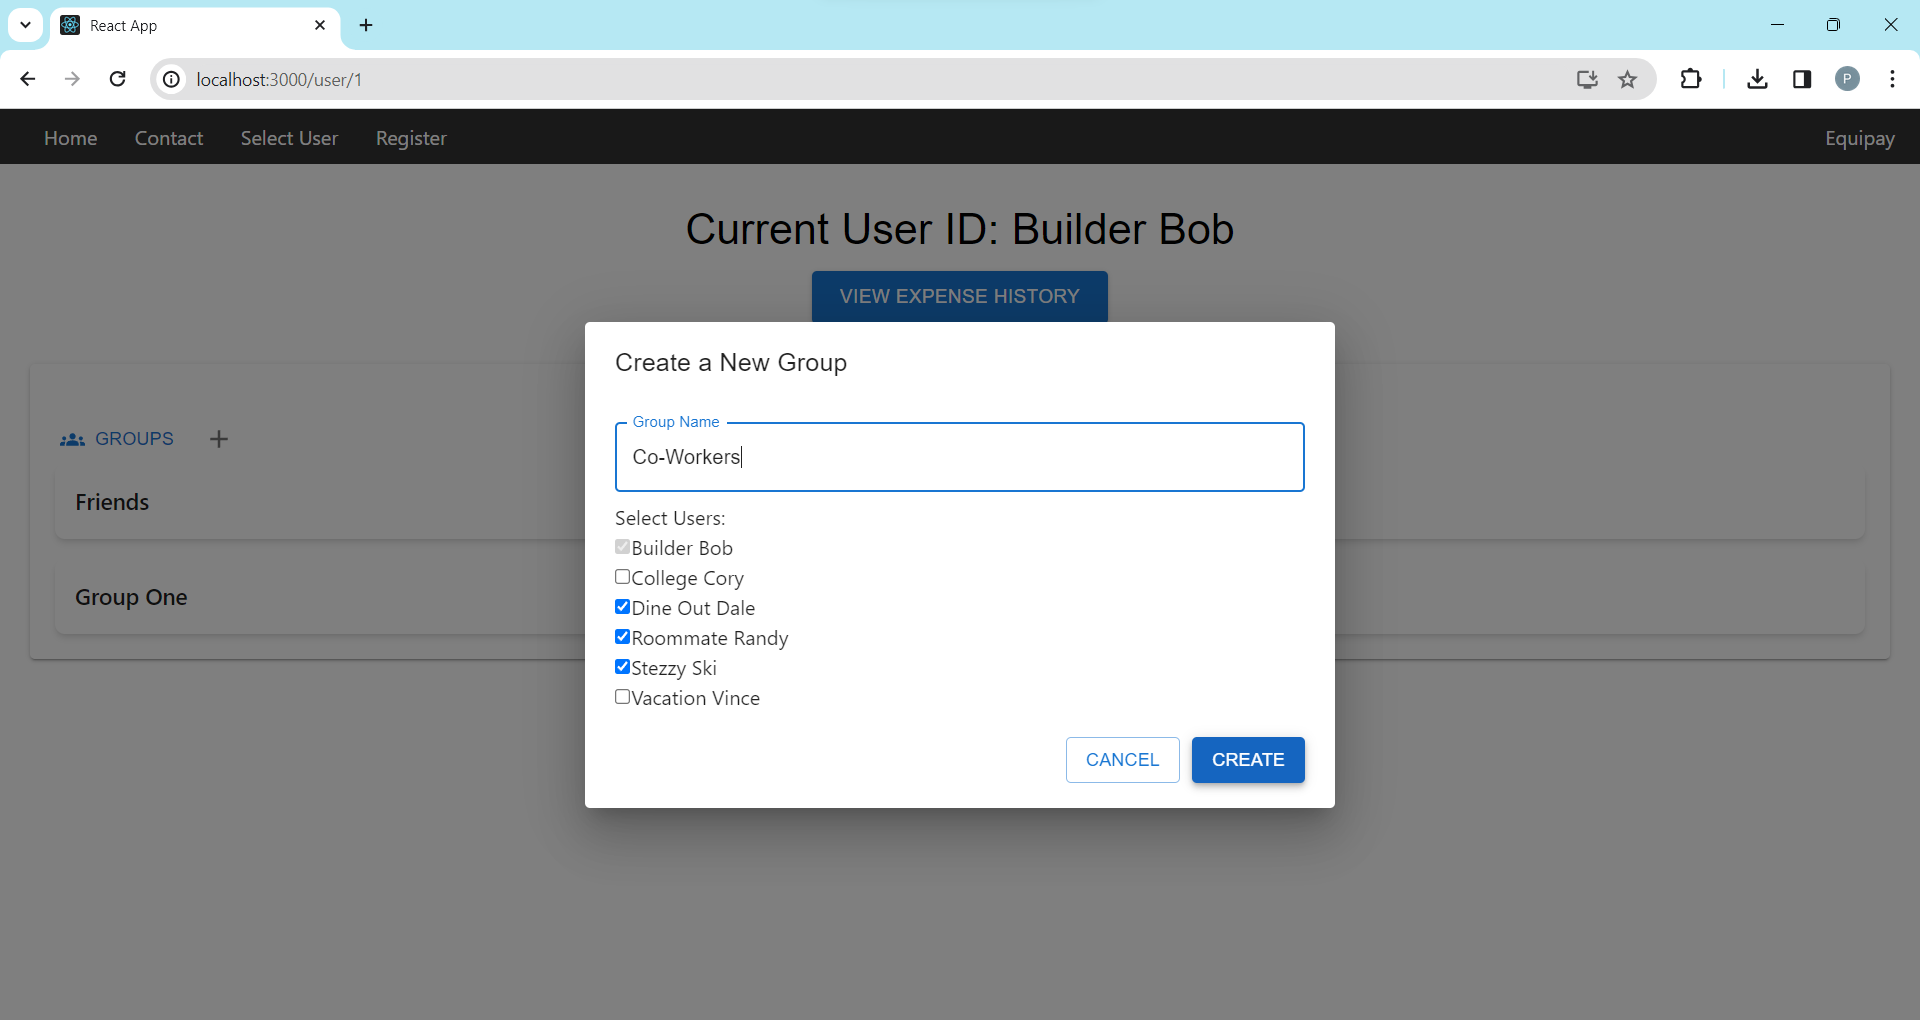 React App
localhost:3000/user/1
P
Home Contact Select User Register Equipay
Current User ID: Builder Bob
VIEW EXPENSE HISTORY
Create a New Group
Group Name
Co-Workers
GROUPS
Friends
Group One
Select Users:
Builder Bob
College Cory
Dine Out Dale
Roommate Randy
Stezzy Ski
Vacation Vince
CANCEL CREATE